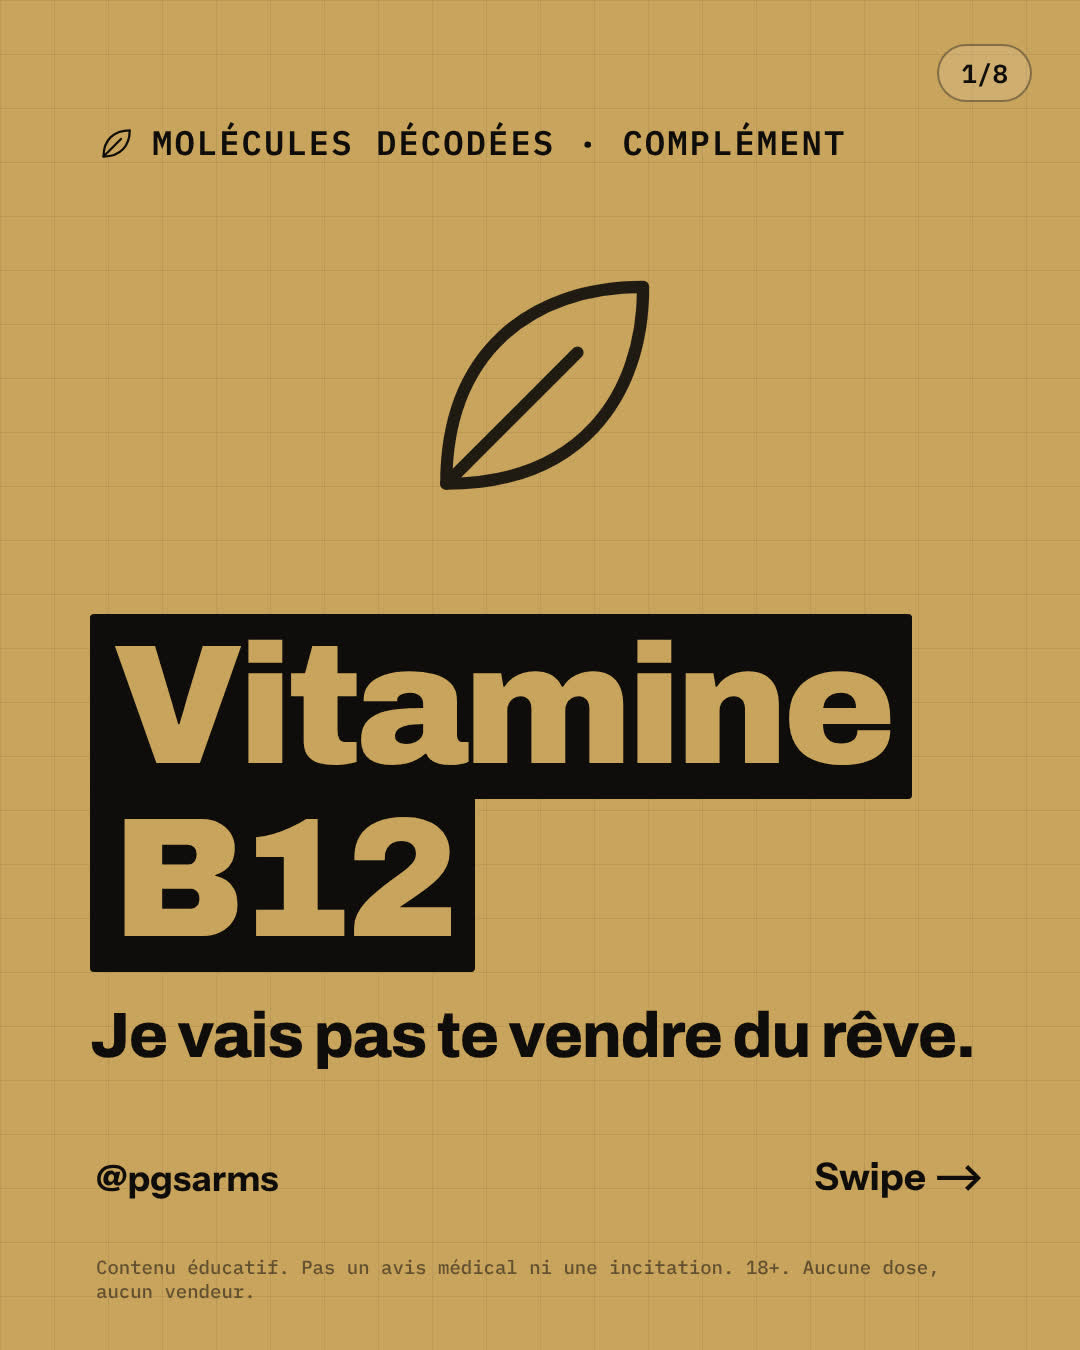 1/8
MOLÉCULES DÉCODÉES · COMPLÉMENT
Vitamine
B12
Je vais pas te vendre du rêve.
@pgsarms
Swipe →
Contenu éducatif. Pas un avis médical ni une incitation. 18+. Aucune dose,
aucun vendeur.